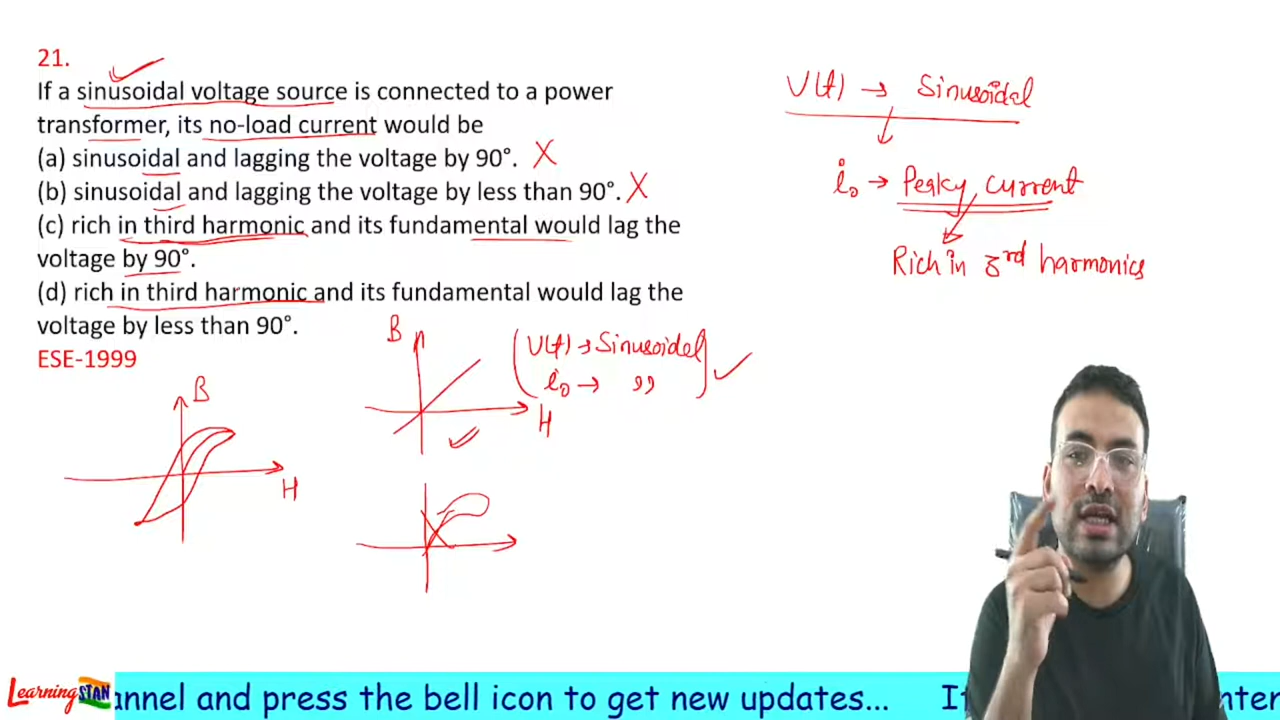 21.
If a sinusoidal voltage source is connected to a power
transformer, its no-load current would be
(a) sinusoidal and lagging the voltage by 90°. X
(b) sinusoidal and lagging the voltage by less than 90°. X
(c) rich in third harmonic and its fundamental would lag the
voltage by 90°.
(d) rich in third harmonic and its fundamental would lag the
voltage by less than 90°.
ESE-1999
V(t) → Sinusoidal
i₀ → Peaky current
Rich in 3rd harmonics
B
H
B
H
V(t) → Sinusoidal
i₀ → ,,
LearningSTAN
annel and press the bell icon to get new updates... If
nter